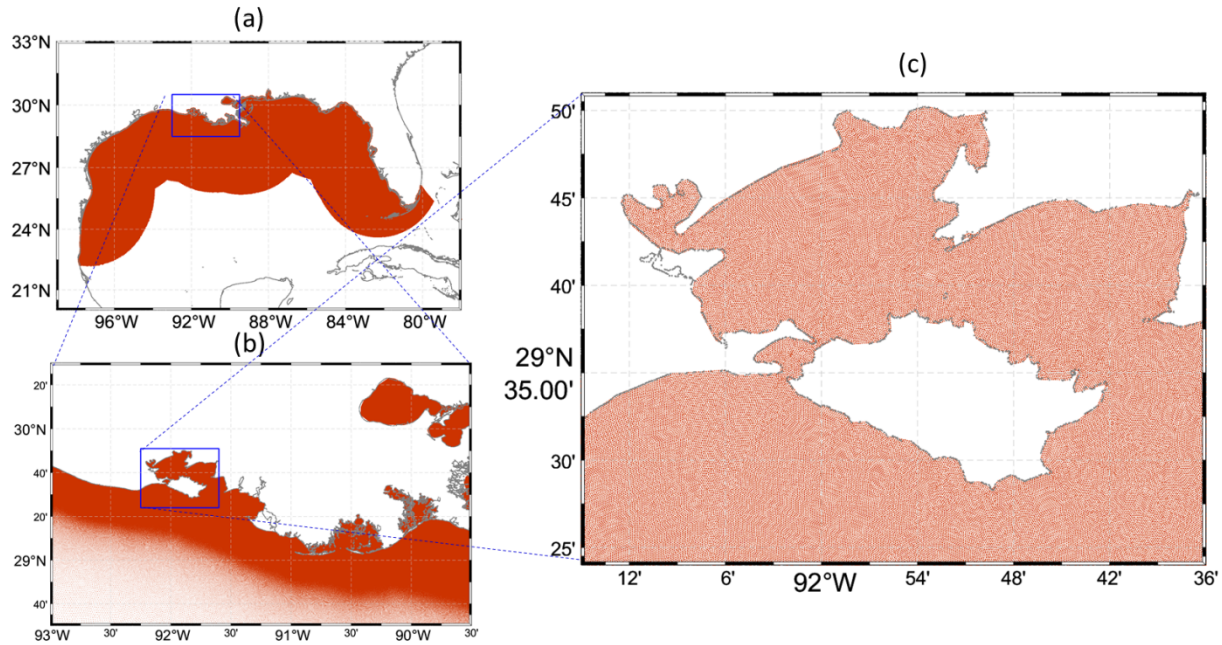 (a)
33°N
30°N
27°N
24°N
21°N
96°W 92°W 88°W 84°W 80°W
(b)
20'
30°N
40'
20'
29°N
40'
93°W 30' 92°W 30' 91°W 30' 90°W 30'
(c)
50'
45'
40'
29°N
35.00'
30'
25'
12' 6' 92°W 54' 48' 42' 36'